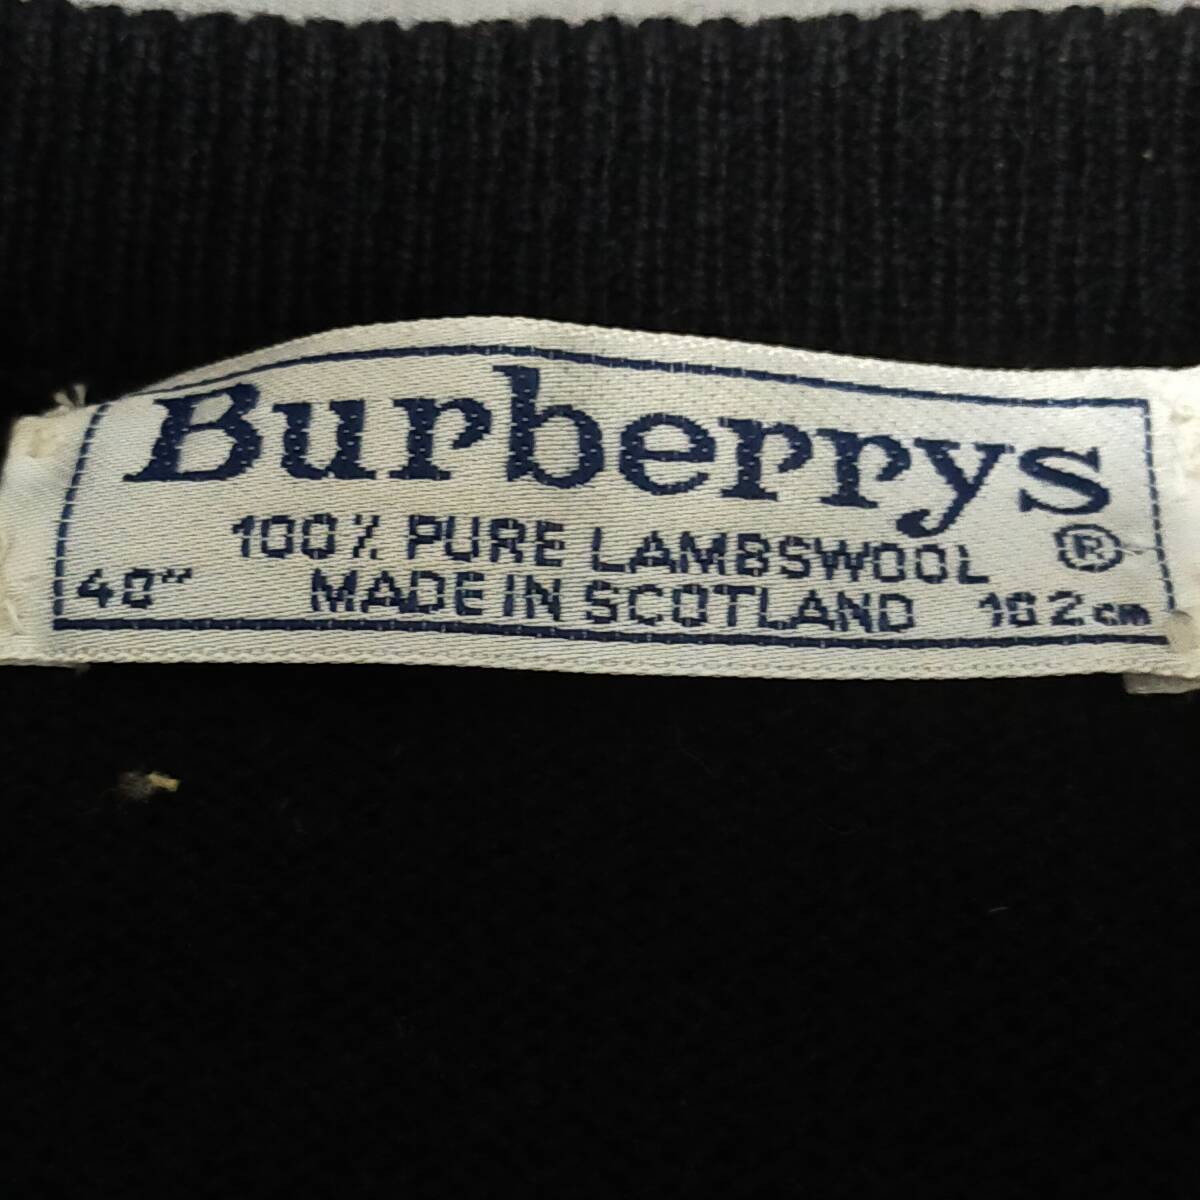 Burberrys®
100% PURE LAMBSWOOL
40" MADE IN SCOTLAND 102cm